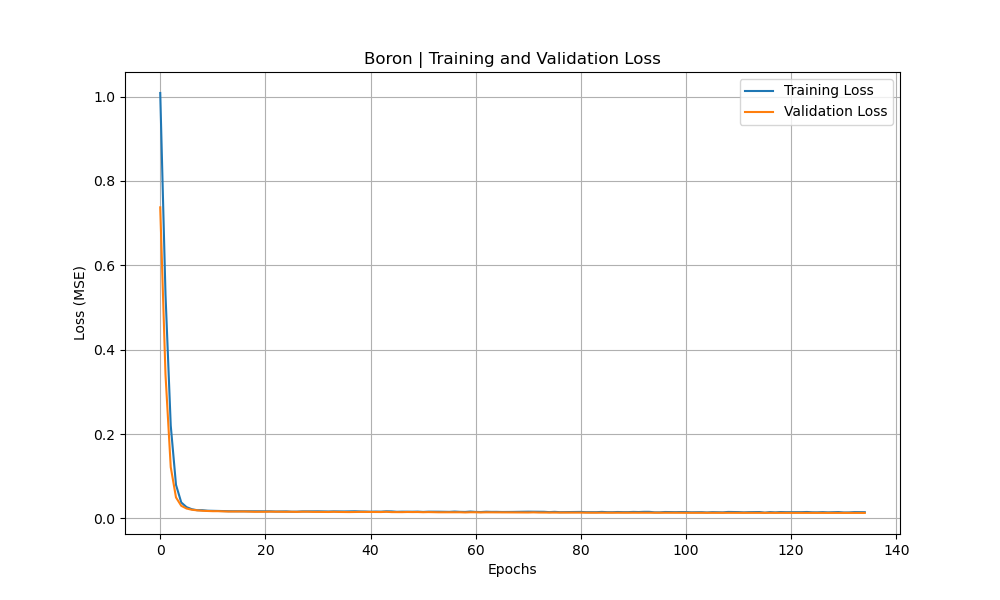 Boron | Training and Validation Loss
Training Loss
Validation Loss
Loss (MSE)
1.0
0.8
0.6
0.4
0.2
0.0
0 20 40 60 80 100 120 140
Epochs